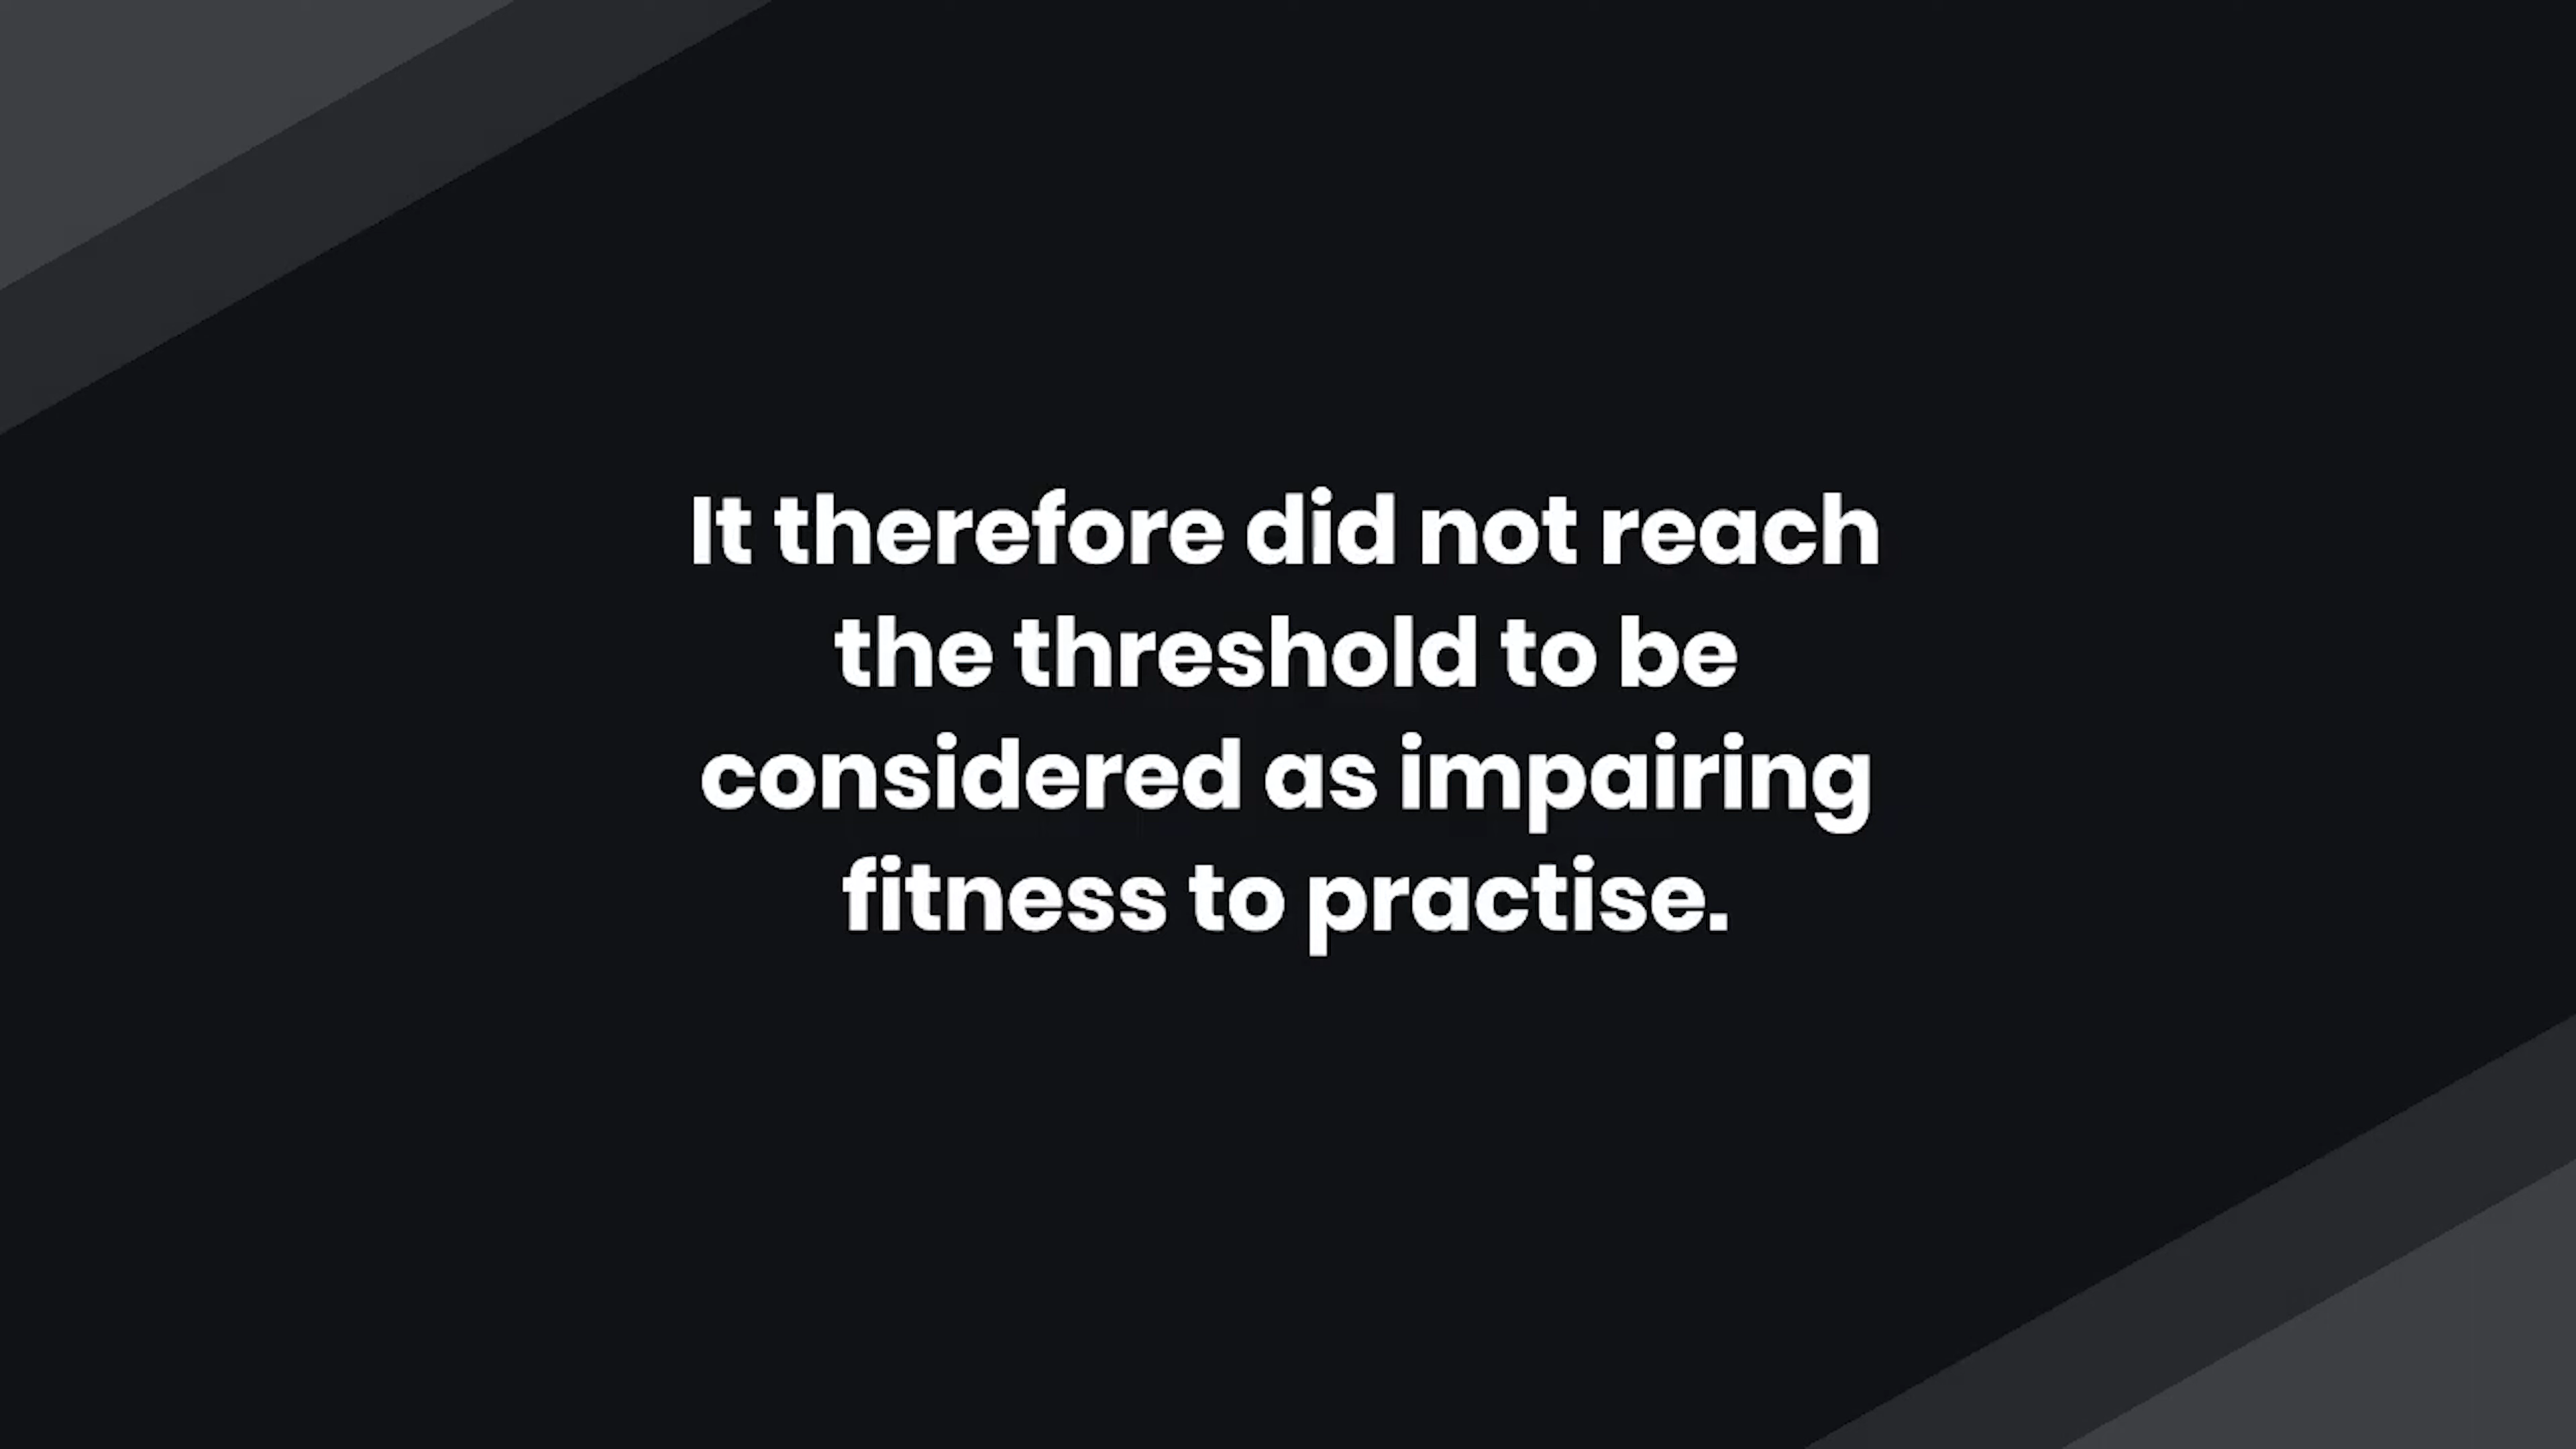 It therefore did not reach
the threshold to be
considered as impairing
fitness to practise.